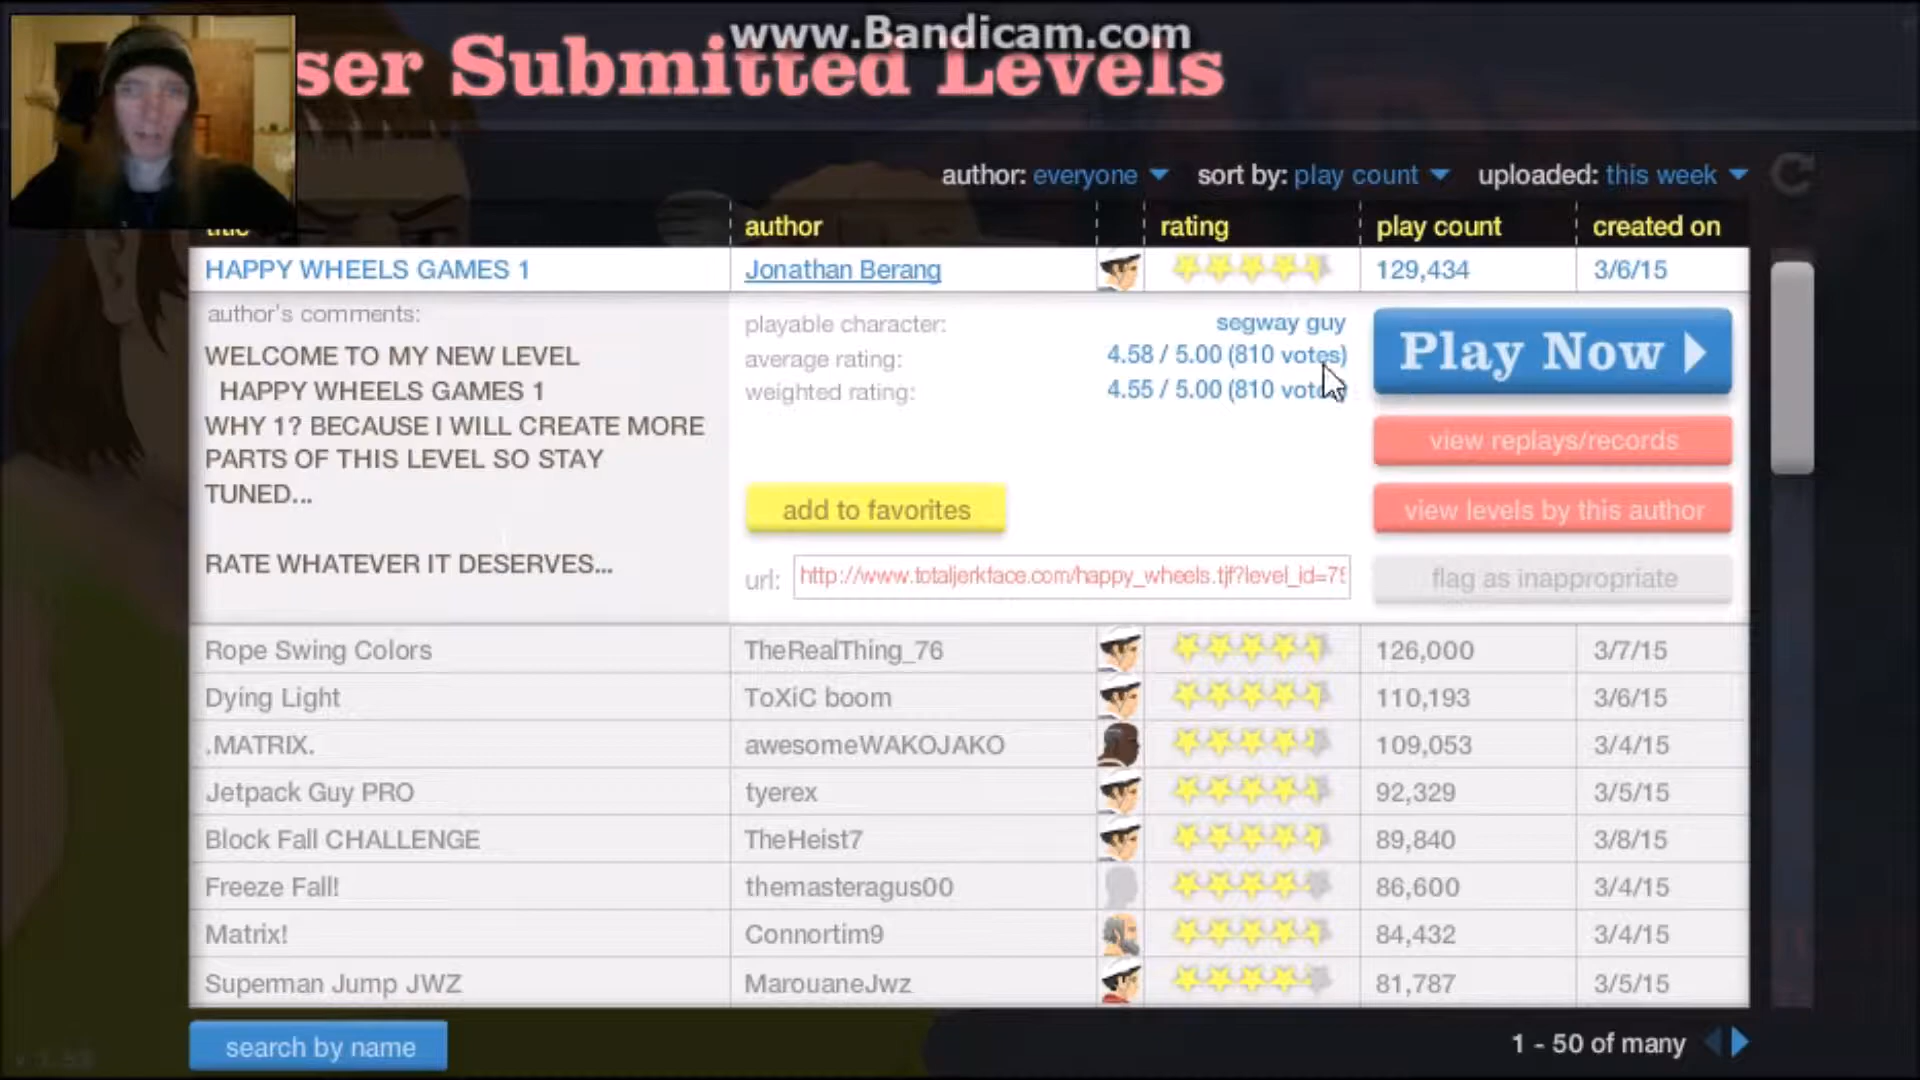 www.Bandicam.com
ser Submitted Levels
author: everyone sort by: play count uploaded: this week
title author rating play count created on
HAPPY WHEELS GAMES 1 Jonathan Berang 129,434 3/6/15
author's comments:
WELCOME TO MY NEW LEVEL
HAPPY WHEELS GAMES 1
WHY 1? BECAUSE I WILL CREATE MORE
PARTS OF THIS LEVEL SO STAY
TUNED...
RATE WHATEVER IT DESERVES...
playable character: segway guy
average rating: 4.58 / 5.00 (810 votes)
weighted rating: 4.55 / 5.00 (810 votes)
add to favorites
url: http://www.totaljerkface.com/happy_wheels.tjf?level_id=79
Play Now
view replays/records
view levels by this author
flag as inappropriate
Rope Swing Colors TheRealThing_76 126,000 3/7/15
Dying Light ToXiC boom 110,193 3/6/15
.MATRIX. awesomeWAKOJAKO 109,053 3/4/15
Jetpack Guy PRO tyerex 92,329 3/5/15
Block Fall CHALLENGE TheHeist7 89,840 3/8/15
Freeze Fall! themasteragus00 86,600 3/4/15
Matrix! Connortim9 84,432 3/4/15
Superman Jump JWZ MarouaneJwz 81,787 3/5/15
search by name
1 - 50 of many